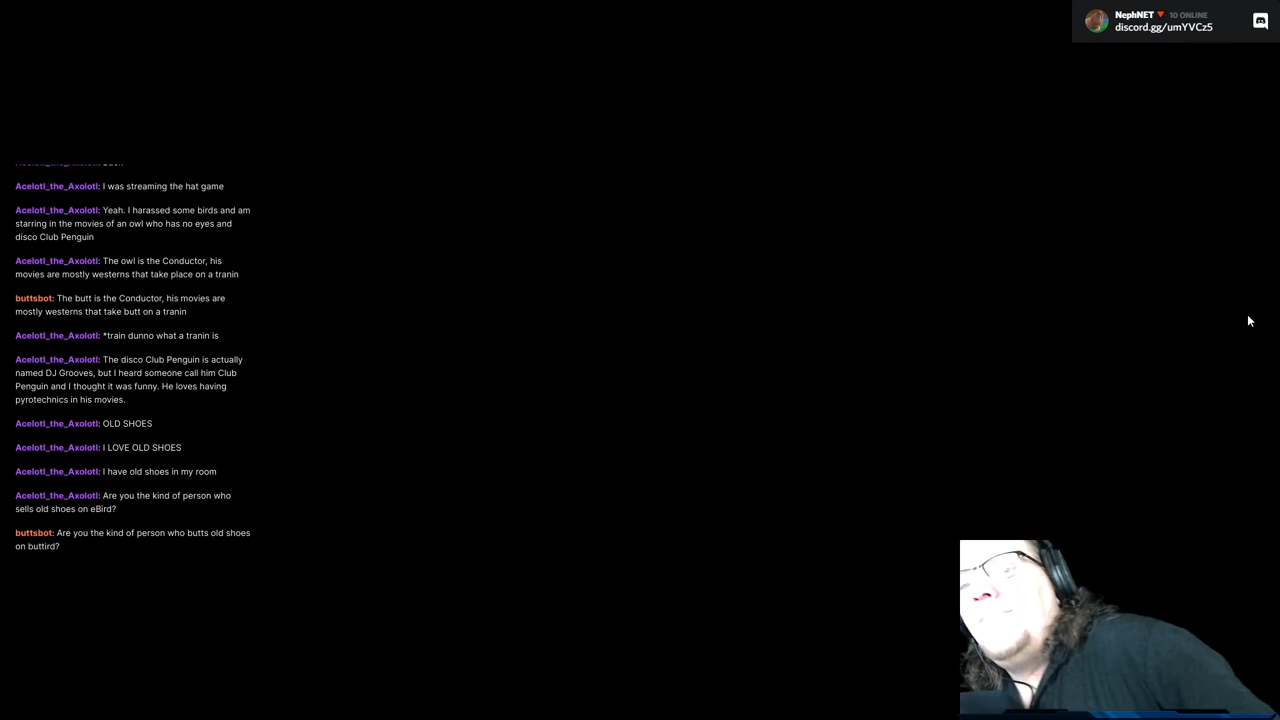 NephNET 10 ONLINE
discord.gg/umYVCz5
Acelotl_the_Axolotl: I was streaming the hat game
Acelotl_the_Axolotl: Yeah. I harassed some birds and am
starring in the movies of an owl who has no eyes and
disco Club Penguin
Acelotl_the_Axolotl: The owl is the Conductor, his
movies are mostly westerns that take place on a tranin
buttsbot: The butt is the Conductor, his movies are
mostly westerns that take butt on a tranin
Acelotl_the_Axolotl: *train dunno what a tranin is
Acelotl_the_Axolotl: The disco Club Penguin is actually
named DJ Grooves, but I heard someone call him Club
Penguin and I thought it was funny. He loves having
pyrotechnics in his movies.
Acelotl_the_Axolotl: OLD SHOES
Acelotl_the_Axolotl: I LOVE OLD SHOES
Acelotl_the_Axolotl: I have old shoes in my room
Acelotl_the_Axolotl: Are you the kind of person who
sells old shoes on eBird?
buttsbot: Are you the kind of person who butts old shoes
on buttird?